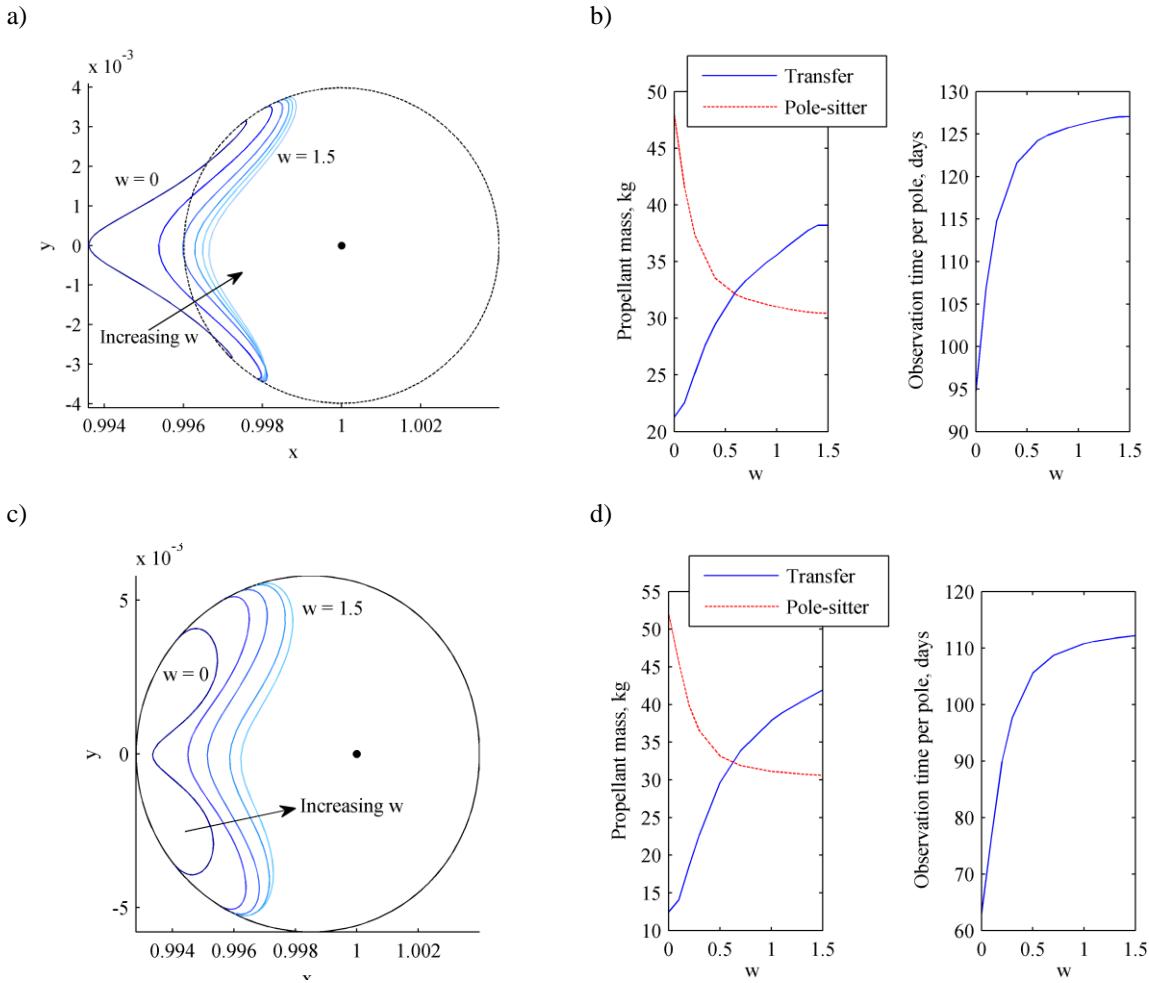 a)
x 10⁻³
4
3
2
1
0
-1
-2
-3
-4
y
w = 0
w = 1.5
Increasing w
0.994
0.996
0.998
1
1.002
x
b)
Transfer
Pole-sitter
50
45
40
35
30
25
20
Propellant mass, kg
0
0.5
1
1.5
w
130
125
120
115
110
105
100
95
90
Observation time per pole, days
0
0.5
1
1.5
w
c)
x 10⁻³
5
0
-5
y
w = 0
w = 1.5
Increasing w
0.994
0.996
0.998
1
1.002
x
d)
Transfer
Pole-sitter
55
50
45
40
35
30
25
20
15
10
Propellant mass, kg
0
0.5
1
1.5
w
120
110
100
90
80
70
60
Observation time per pole, days
0
0.5
1
1.5
w